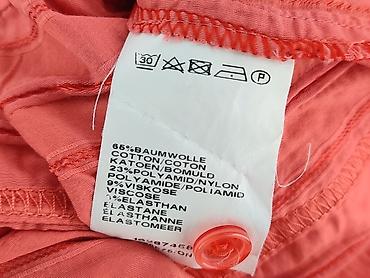 30 P
65%BAUMWOLLE
COTTON/COTON
KATOEN/BOMULD
23%POLYAMID/NYLON
POLYAMIDE/POLIAMID
9%VISKOSE
VISCOSE
ELASTHAN
ELASTANE
ELASTHANNE
ELASTOMEER